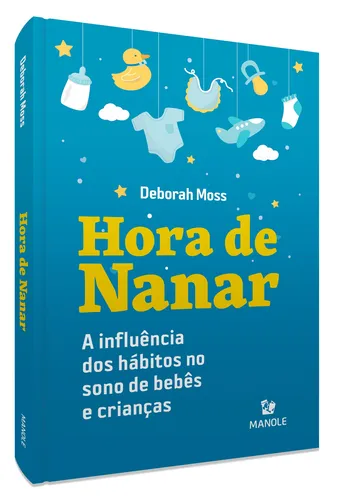 Deborah Moss
Hora de Nanar
MANOLE
Deborah Moss
Hora de
Nanar
A influência
dos hábitos no
sono de bebês
e crianças
MANOLE